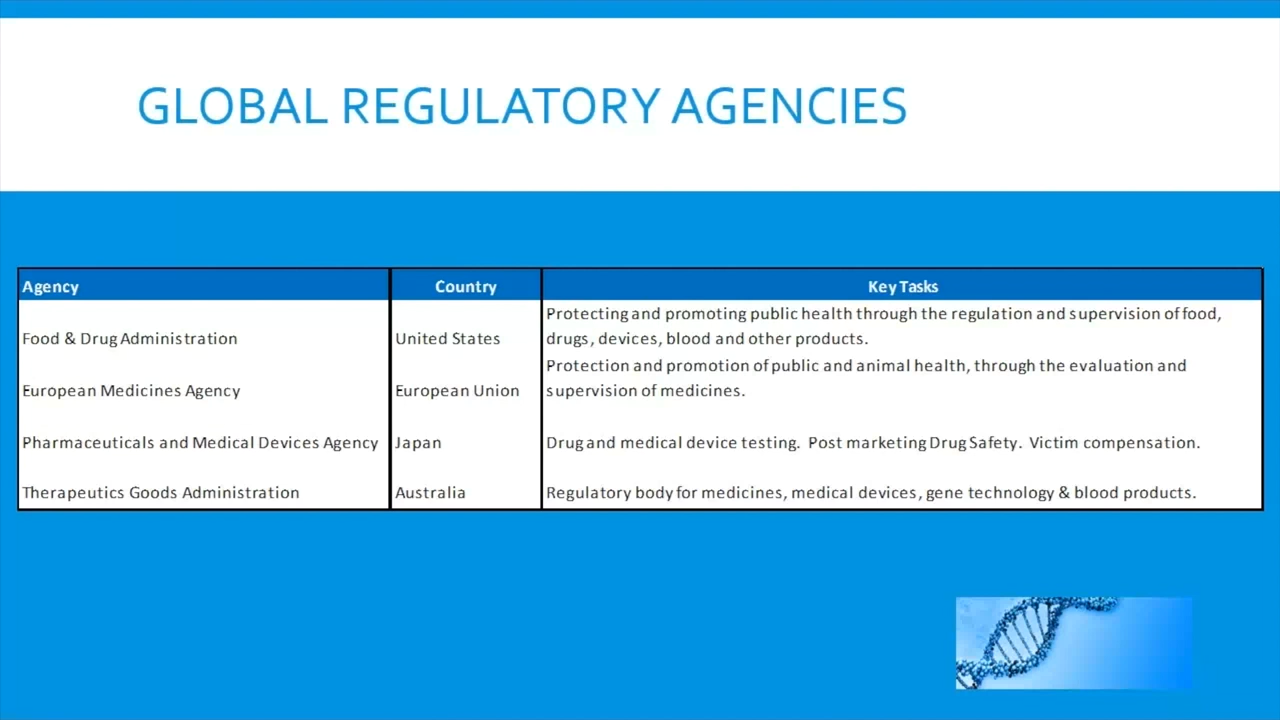 GLOBAL REGULATORY AGENCIES
Agency Country Key Tasks
Food & Drug Administration United States Protecting and promoting public health through the regulation and supervision of food,
drugs, devices, blood and other products.
European Medicines Agency European Union Protection and promotion of public and animal health, through the evaluation and
supervision of medicines.
Pharmaceuticals and Medical Devices Agency Japan Drug and medical device testing. Post marketing Drug Safety. Victim compensation.
Therapeutics Goods Administration Australia Regulatory body for medicines, medical devices, gene technology & blood products.